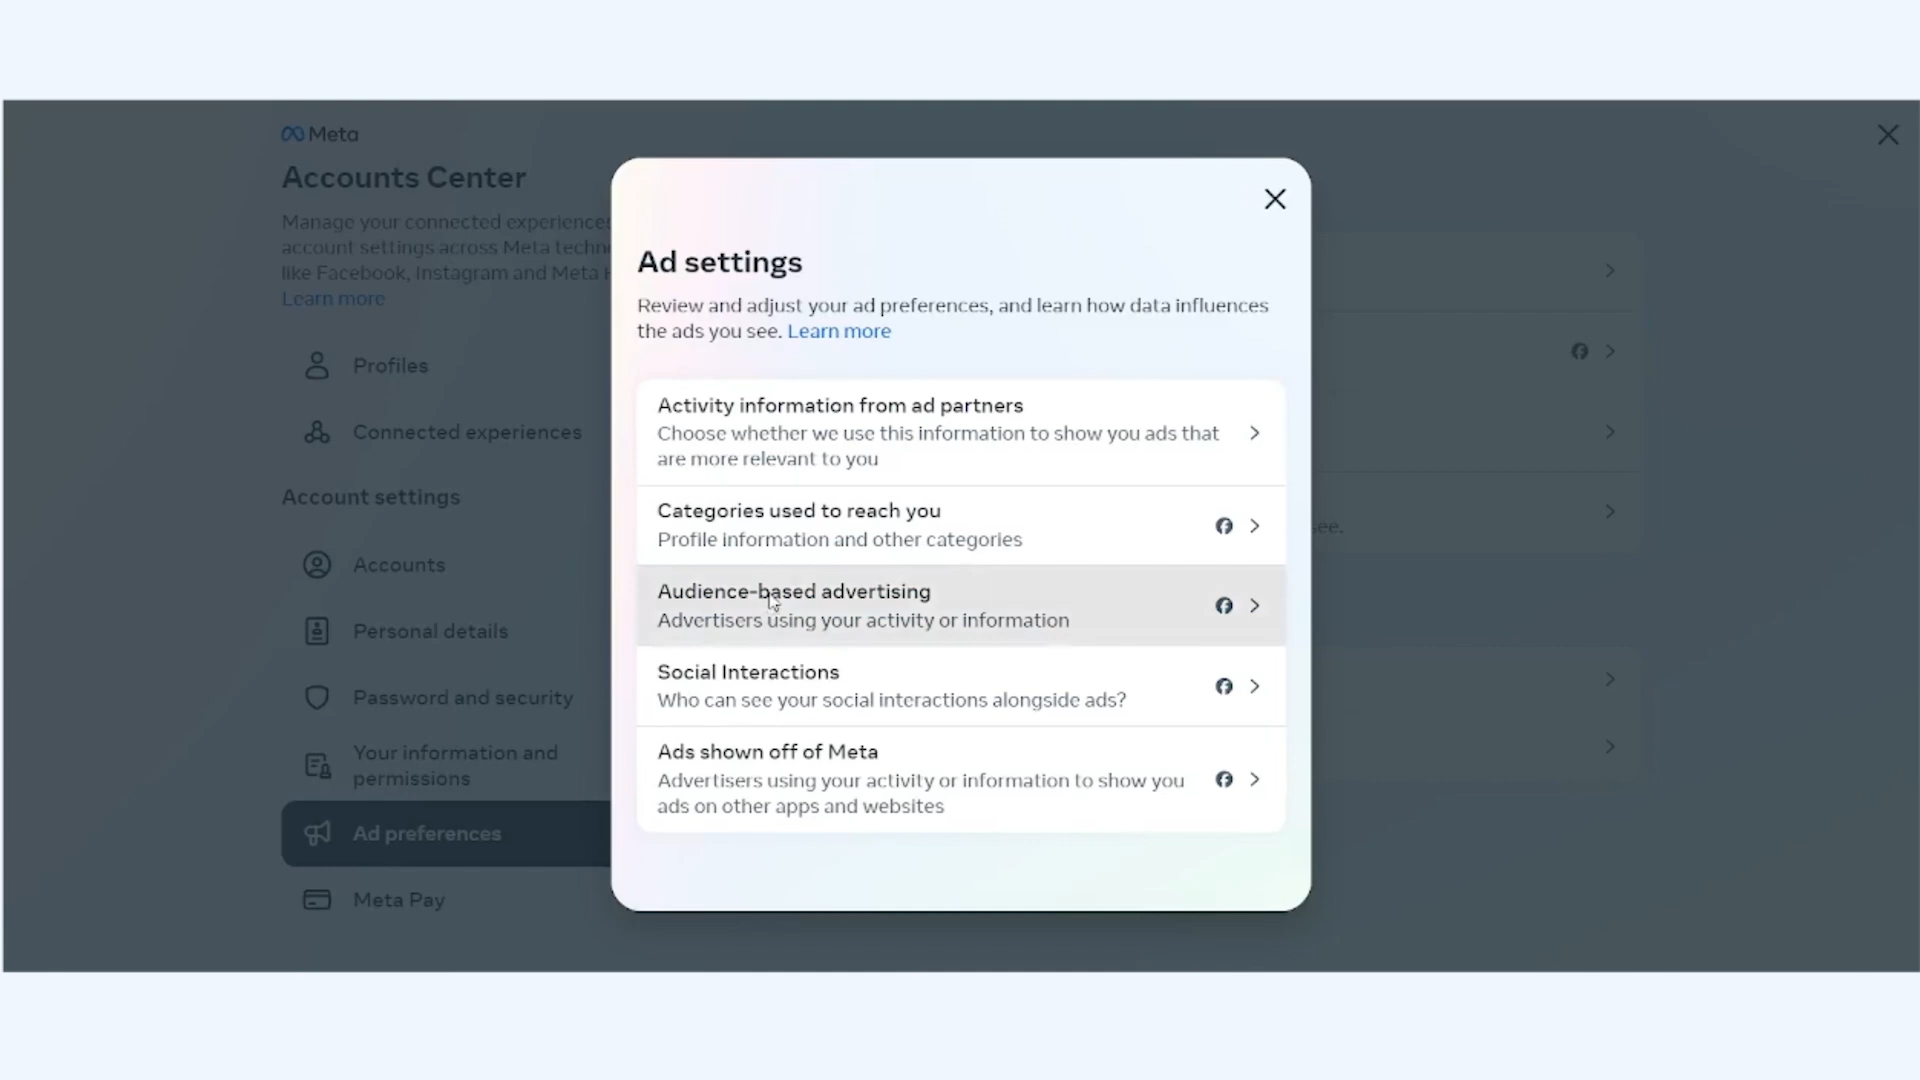 Meta
Accounts Center
Manage your connected experiences
account settings across Meta techn
like Facebook, Instagram and Meta
Learn more
Profiles
Connected experiences
Account settings
Accounts
Personal details
Password and security
Your information and
permissions
Ad preferences
Meta Pay
Ad settings
Review and adjust your ad preferences, and learn how data influences
the ads you see. Learn more
Activity information from ad partners
Choose whether we use this information to show you ads that
are more relevant to you
Categories used to reach you
Profile information and other categories
Audience-based advertising
Advertisers using your activity or information
Social Interactions
Who can see your social interactions alongside ads?
Ads shown off of Meta
Advertisers using your activity or information to show you
ads on other apps and websites
see.